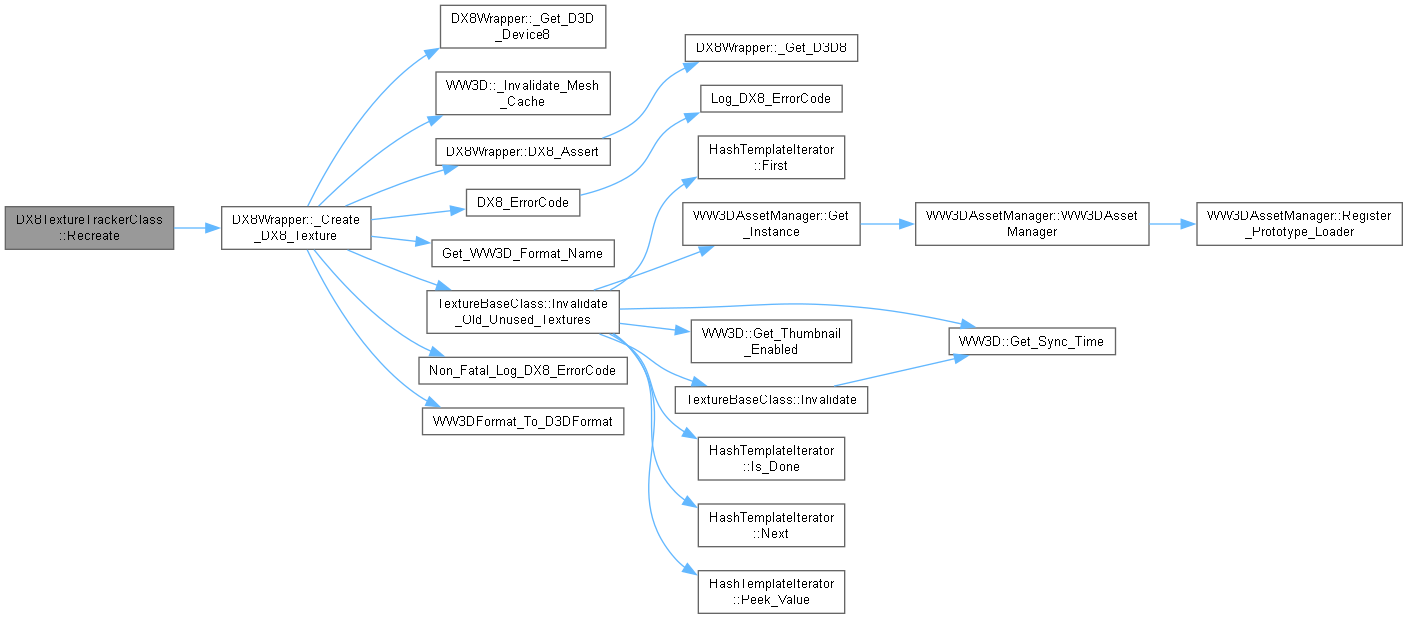 DX8TextureTrackerClass
::Recreate
DX8Wrapper::_Create
_DX8_Texture
DX8Wrapper::_Get_D3D
_Device8
WW3D::_Invalidate_Mesh
_Cache
DX8Wrapper::DX8_Assert
DX8_ErrorCode
Get_WW3D_Format_Name
TextureBaseClass::Invalidate
_Old_Unused_Textures
Non_Fatal_Log_DX8_ErrorCode
WW3DFormat_To_D3DFormat
DX8Wrapper::_Get_D3D8
Log_DX8_ErrorCode
HashTemplateIterator
::First
WW3DAssetManager::Get
_Instance
WW3D::Get_Thumbnail
_Enabled
TextureBaseClass::Invalidate
HashTemplateIterator
::Is_Done
HashTemplateIterator
::Next
HashTemplateIterator
::Peek_Value
WW3DAssetManager::WW3DAsset
Manager
WW3D::Get_Sync_Time
WW3DAssetManager::Register
_Prototype_Loader